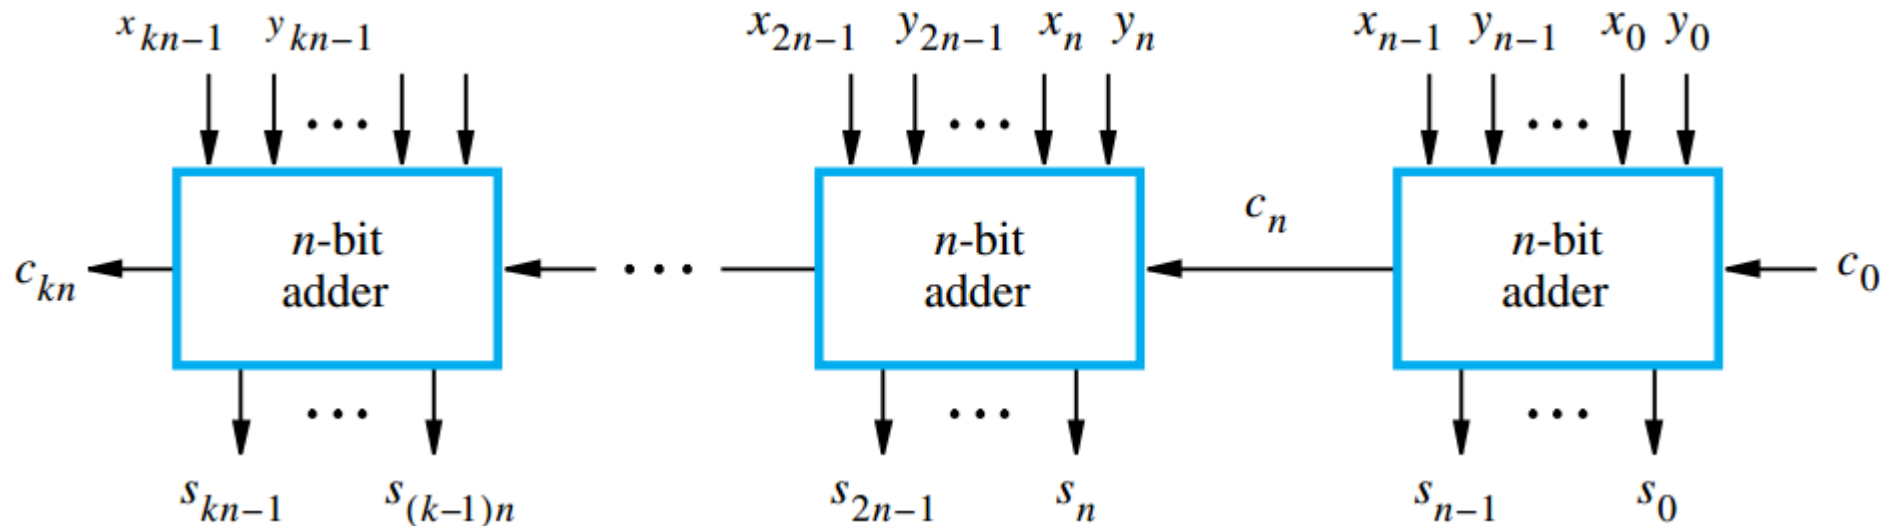 x_{kn−1} y_{kn−1} x_{2n−1} y_{2n−1} x_n y_n x_{n−1} y_{n−1} x_0 y_0
••• ••• •••
n-bit adder
n-bit adder
c_n
n-bit adder
c_{kn} ••• c_0
••• ••• •••
s_{kn−1} s_{(k−1)n} s_{2n−1} s_n s_{n−1} s_0